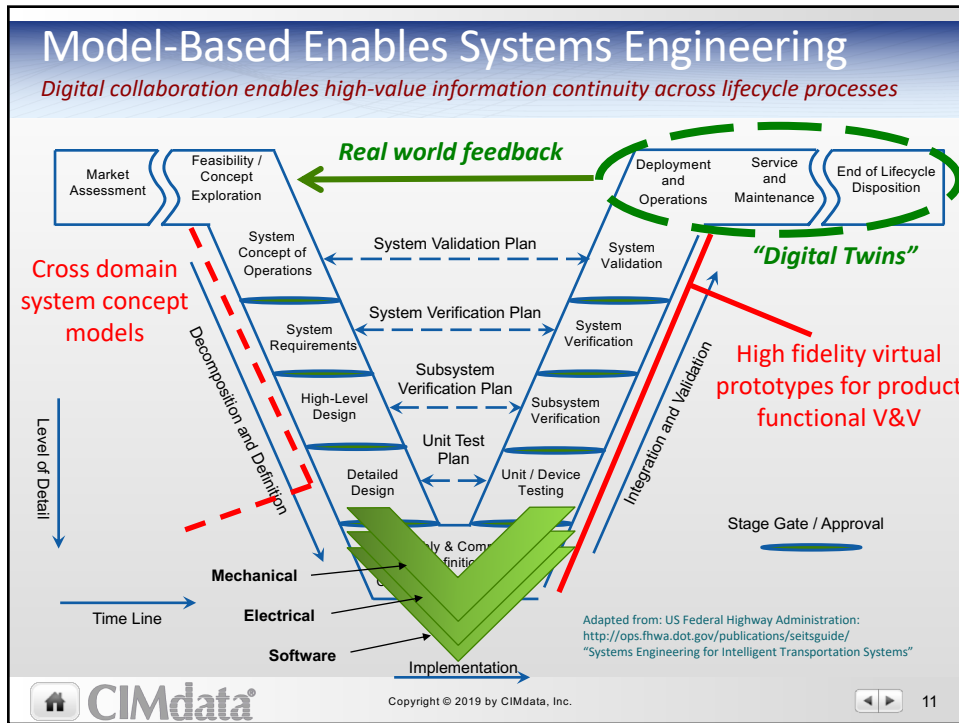 Model-Based Enables Systems Engineering
Digital collaboration enables high-value information continuity across lifecycle processes
Market
Assessment
Feasibility /
Concept
Exploration
Real world feedback
Deployment
and
Operations
Service
and
Maintenance
End of Lifecycle
Disposition
“Digital Twins”
System
Concept of
Operations
System Validation Plan
System
Validation
Cross domain
system concept
models
System
Requirements
System Verification Plan
System
Verification
High fidelity virtual
prototypes for product
functional V&V
Decomposition and Definition
High-Level
Design
Subsystem
Verification Plan
Subsystem
Verification
Integration and Validation
Level of Detail
Detailed
Design
Unit Test
Plan
Unit / Device
Testing
Stage Gate / Approval
Mechanical
Electrical
Software
Time Line
Implementation
Adapted from: US Federal Highway Administration:
http://ops.fhwa.dot.gov/publications/seitsguide/
“Systems Engineering for Intelligent Transportation Systems”
CIMdata®
Copyright © 2019 by CIMdata, Inc.
11